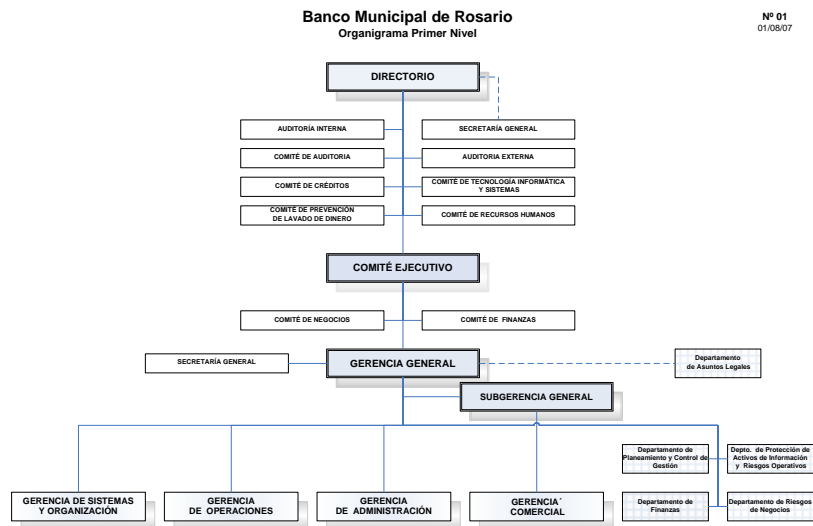 Banco Municipal de Rosario
Organigrama Primer Nivel
Nº 01
01/08/07
DIRECTORIO
AUDITORÍA INTERNA
SECRETARÍA GENERAL
COMITÉ DE AUDITORIA
AUDITORIA EXTERNA
COMITÉ DE CRÉDITOS
COMITÉ DE TECNOLOGÍA INFORMÁTICA
Y SISTEMAS
COMITÉ DE PREVENCIÓN
DE LAVADO DE DINERO
COMITÉ DE RECURSOS HUMANOS
COMITÉ EJECUTIVO
COMITÉ DE NEGOCIOS
COMITÉ DE FINANZAS
SECRETARÍA GENERAL
GERENCIA GENERAL
Departamento
de Asuntos Legales
SUBGERENCIA GENERAL
Departamento de
Planeamiento y Control de
Gestión
Depto. de Protección de
Activos de Información
y Riesgos Operativos
GERENCIA DE SISTEMAS
Y ORGANIZACIÓN
GERENCIA
DE OPERACIONES
GERENCIA
DE ADMINISTRACIÓN
GERENCIA´
COMERCIAL
Departamento de
Finanzas
Departamento de Riesgos
de Negocios